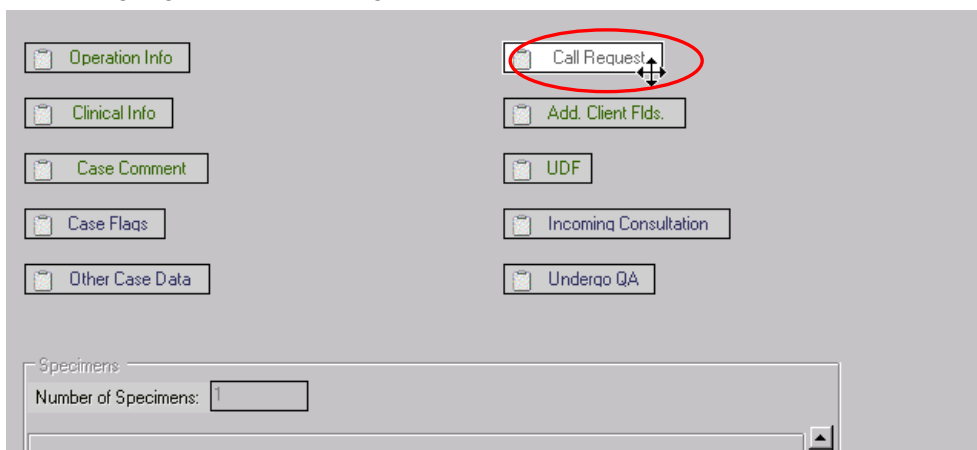 Operation Info
Call Request
Clinical Info
Add. Client Flds.
Case Comment
UDF
Case Flags
Incoming Consultation
Other Case Data
Undergo QA
Specimens
Number of Specimens: 1